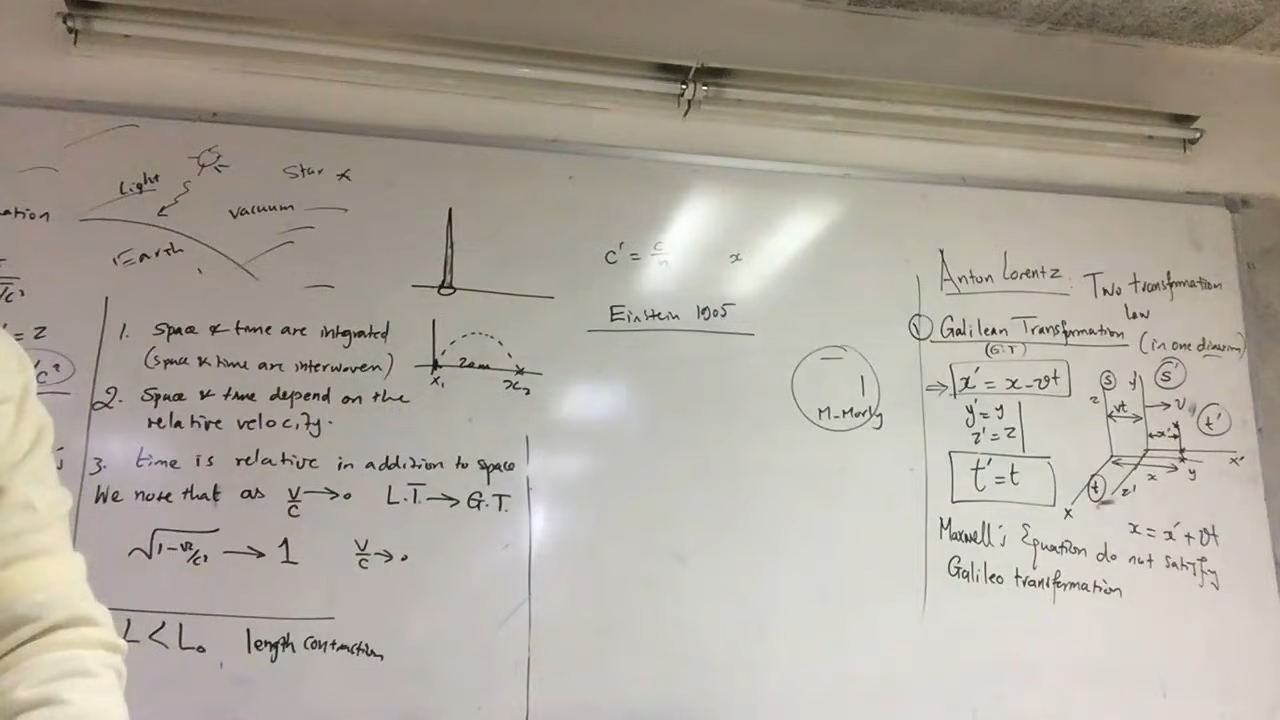 Light
Star x
Vacuum
Earth
ation
= 2
1. Space & time are integrated
(space & time are interwoven)
2. Space & time depend on the
relative velocity.
3. time is relative in addition to space
We note that as V/C → 0 L.T → G.T.
√1-v²/c² → 1 V/C → 0
L < L₀ length contraction
20m
x₁ x₂
c' = c/n x
Einstein 1905
M-Morly
Anton Lorentz: Two transformation
law
Galilean Transformation (in one dimension)
(G.T)
⇒ x' = x-vt
y' = y
z' = z
t' = t
S S'
z y
vt v t'
x'
x y x'
t z'
x
x = x' + vt
Maxwell's Equation do not satisfy
Galileo transformation